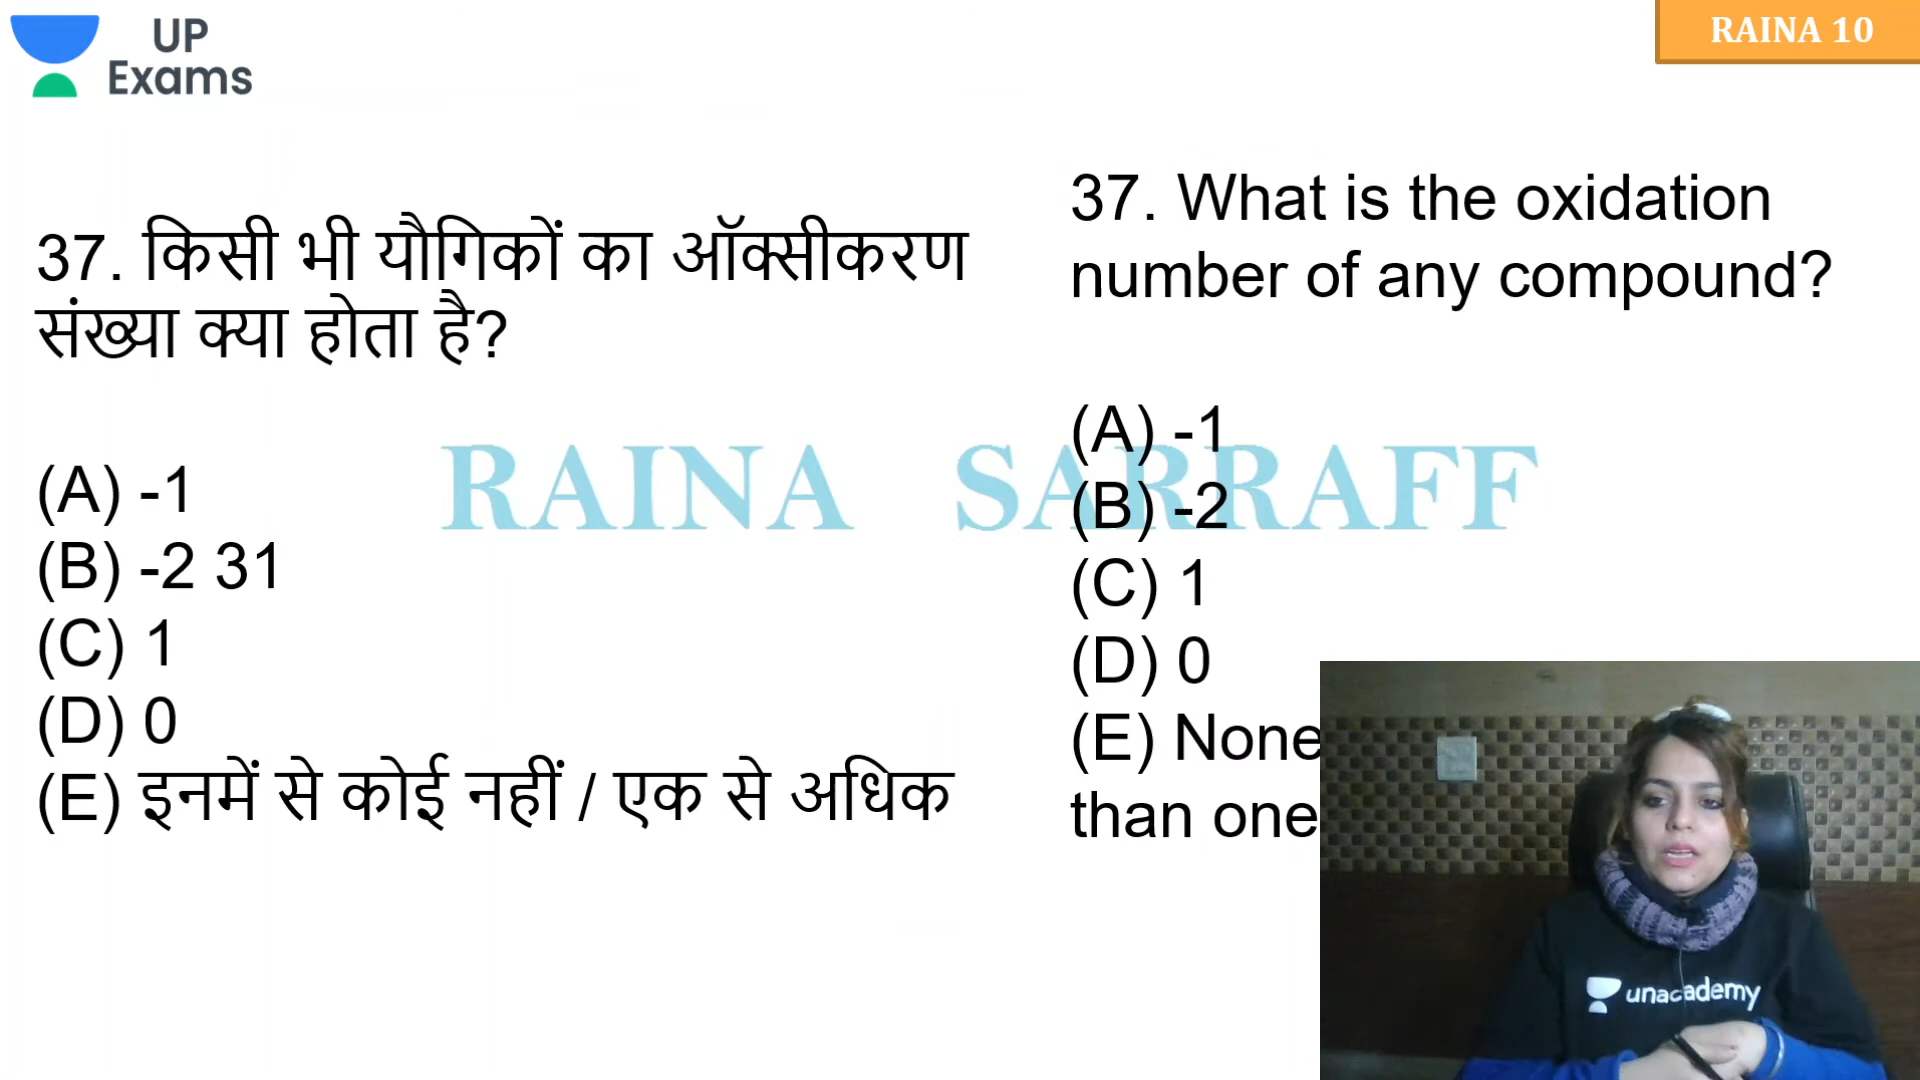 UP
Exams
RAINA 10
37. किसी भी यौगिकों का ऑक्सीकरण
संख्या क्या होता है?
(A) -1
(B) -2 31
(C) 1
(D) 0
(E) इनमें से कोई नहीं / एक से अधिक
37. What is the oxidation
number of any compound?
(A) -1
(B) -2
(C) 1
(D) 0
(E) None
than one
RAINA SARRAFF
unacademy